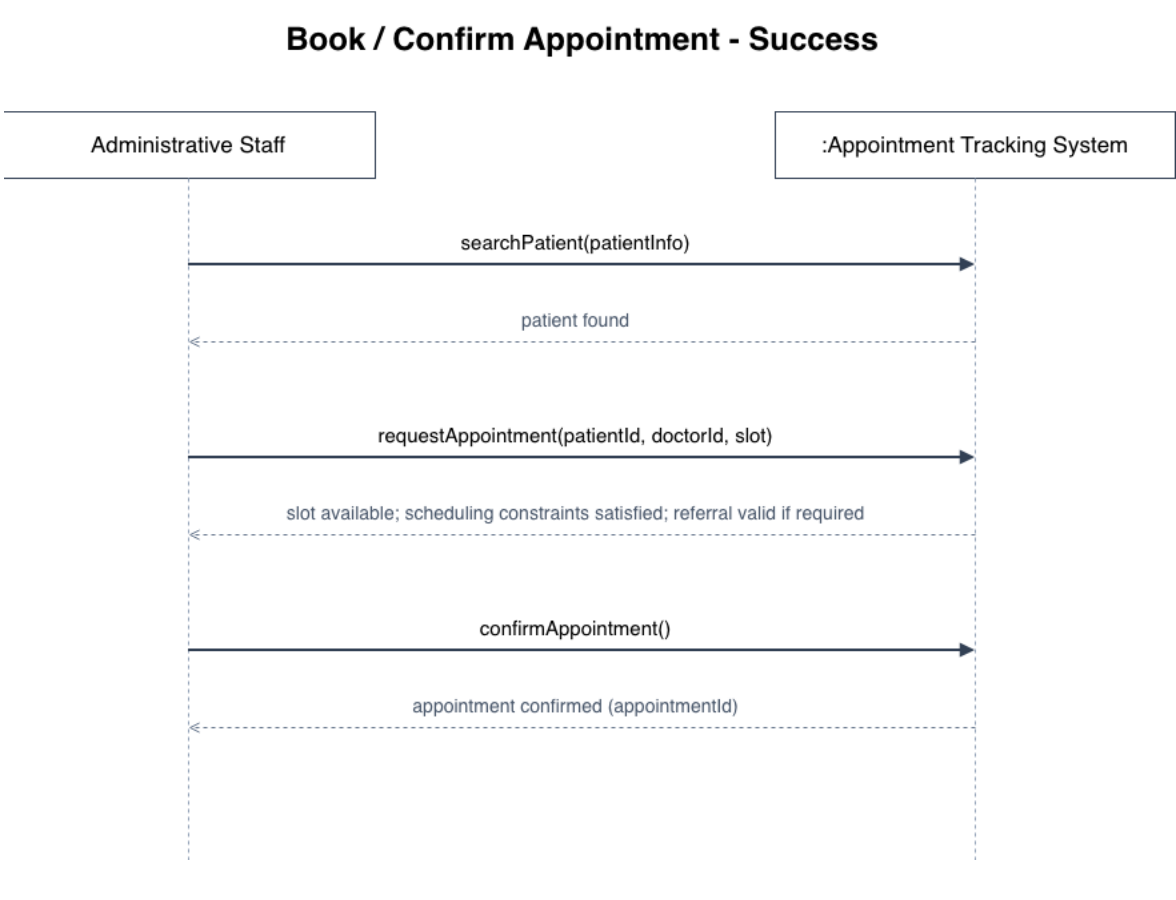 Book / Confirm Appointment - Success
Administrative Staff
:Appointment Tracking System
searchPatient(patientInfo)
patient found
requestAppointment(patientId, doctorId, slot)
slot available; scheduling constraints satisfied; referral valid if required
confirmAppointment()
appointment confirmed (appointmentId)